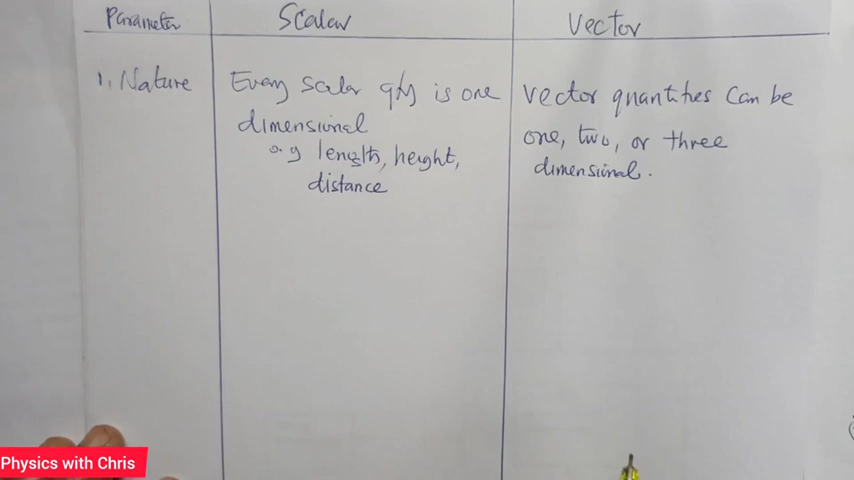 Parameter Scalar Vector
1. Nature
Every Scalar qty is one
dimensional
e.g length, height,
distance
Vector quantities can be
one, two, or three
dimensional.
Physics with Chris